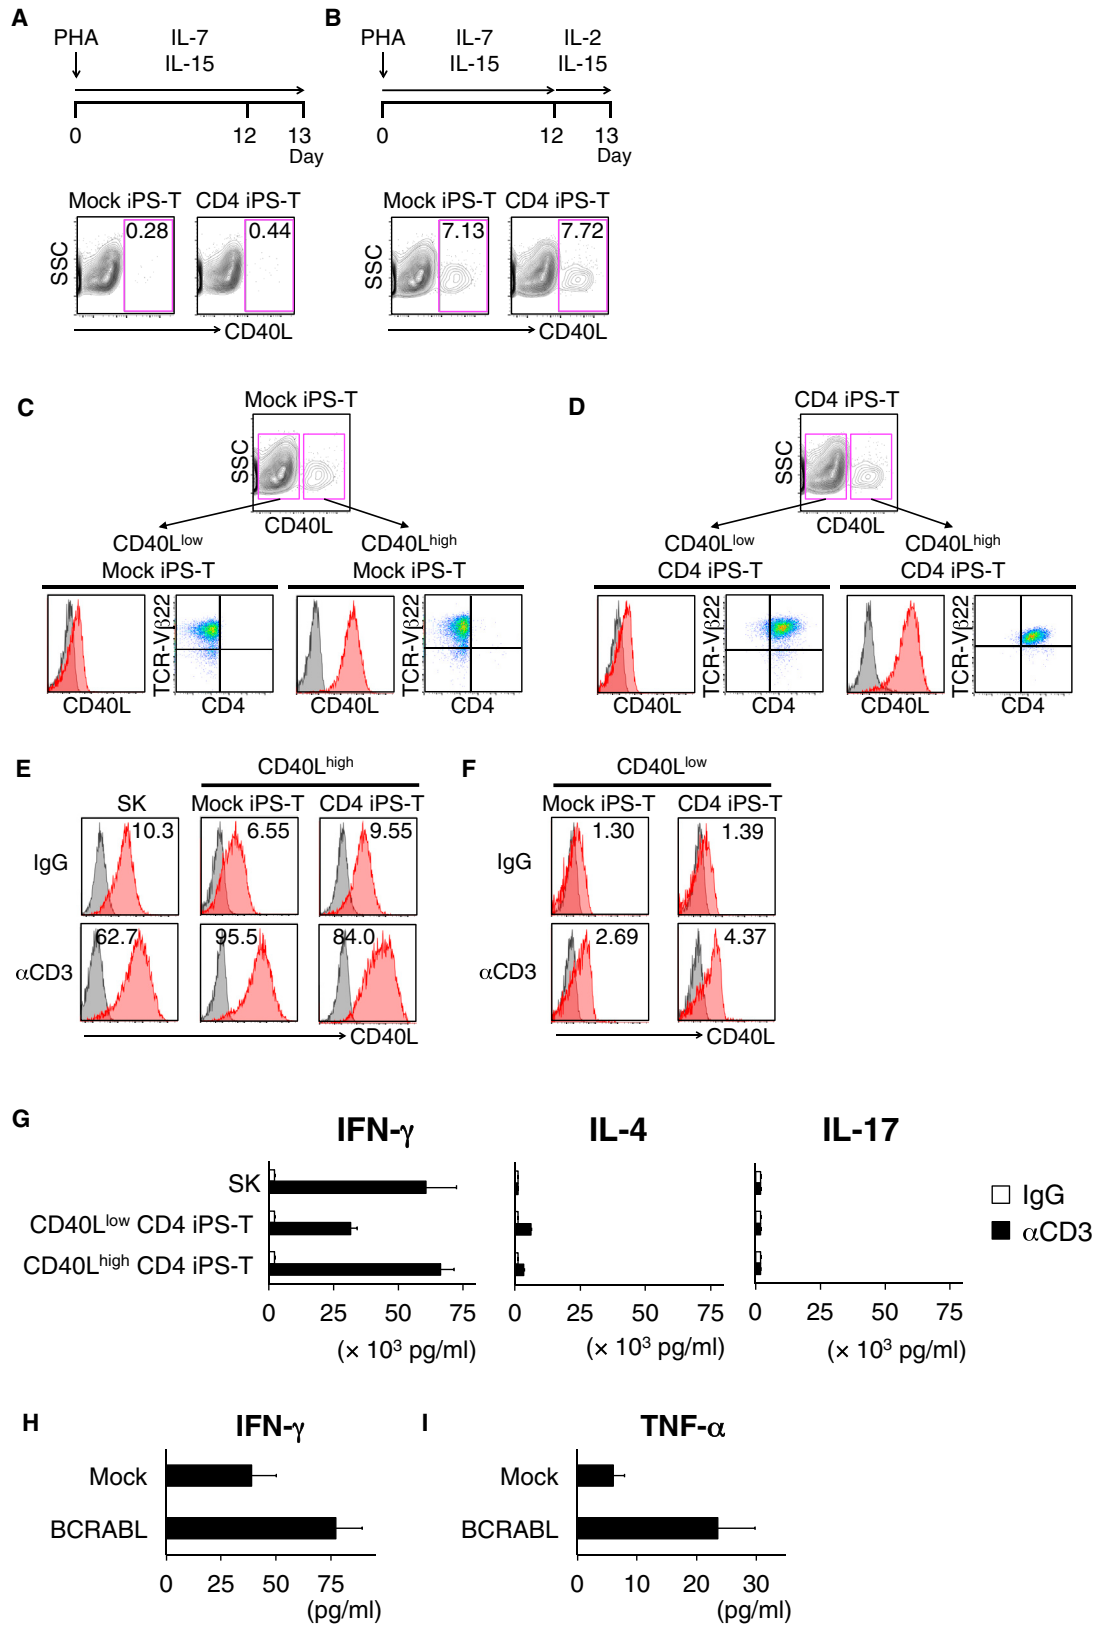 A
B
PHA IL-7
IL-15
PHA IL-7 IL-2
IL-15 IL-15
0 12 13
Day
0 12 13
Day
Mock iPS-T CD4 iPS-T
Mock iPS-T CD4 iPS-T
0.28 0.44
7.13 7.72
SSC
SSC
CD40L
CD40L
C
Mock iPS-T
SSC
CD40L
CD40Llow
Mock iPS-T
CD40Lhigh
Mock iPS-T
TCR-Vβ22
TCR-Vβ22
CD40L CD4 CD40L CD4
D
CD4 iPS-T
SSC
CD40L
CD40Llow
CD4 iPS-T
CD40Lhigh
CD4 iPS-T
TCR-Vβ22
TCR-Vβ22
CD40L CD4 CD40L CD4
E
CD40Lhigh
SK Mock iPS-T CD4 iPS-T
IgG 10.3 6.55 9.55
αCD3 62.7 95.5 84.0
CD40L
F
CD40Llow
Mock iPS-T CD4 iPS-T
IgG 1.30 1.39
αCD3 2.69 4.37
CD40L
G
IFN-γ IL-4 IL-17
SK
CD40Llow CD4 iPS-T
CD40Lhigh CD4 iPS-T
IgG
αCD3
0 25 50 75
(× 10³ pg/ml)
0 25 50 75
(× 10³ pg/ml)
0 25 50 75
(× 10³ pg/ml)
H
IFN-γ
Mock
BCRABL
0 25 50 75
(pg/ml)
I
TNF-α
Mock
BCRABL
0 10 20 30
(pg/ml)